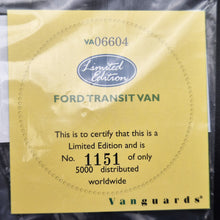 VA06604
Limited
Edition
FORD TRANSIT VAN
This is to certify that this is a
Limited Edition and is
No. 1151 of only
5000 distributed
worldwide
Vanguards®